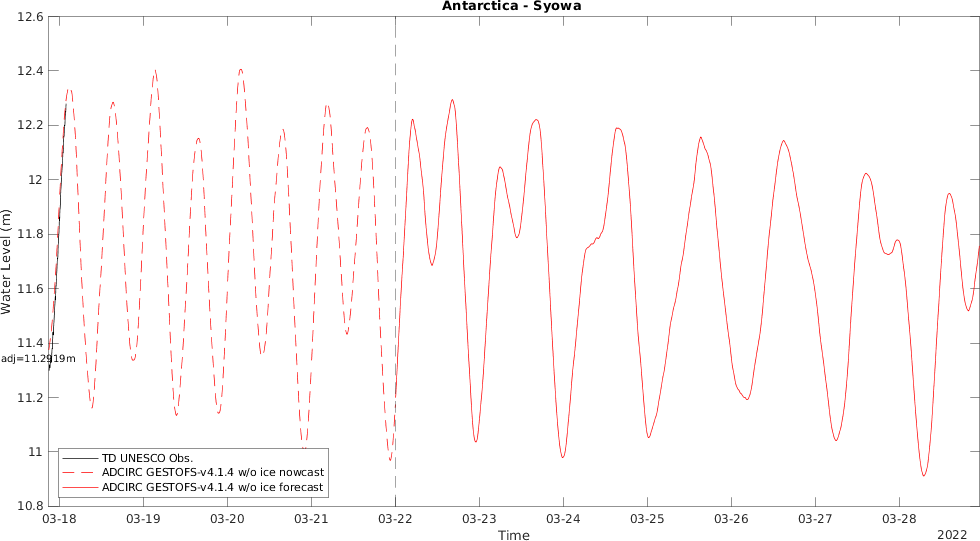 Antarctica - Syowa
12.6
12.4
12.2
12
11.8
11.6
11.4
11.2
11
10.8
Water Level (m)
adj=11.2919m
TD UNESCO Obs.
ADCIRC GESTOFS-v4.1.4 w/o ice nowcast
ADCIRC GESTOFS-v4.1.4 w/o ice forecast
03-18 03-19 03-20 03-21 03-22 03-23 03-24 03-25 03-26 03-27 03-28
Time
2022